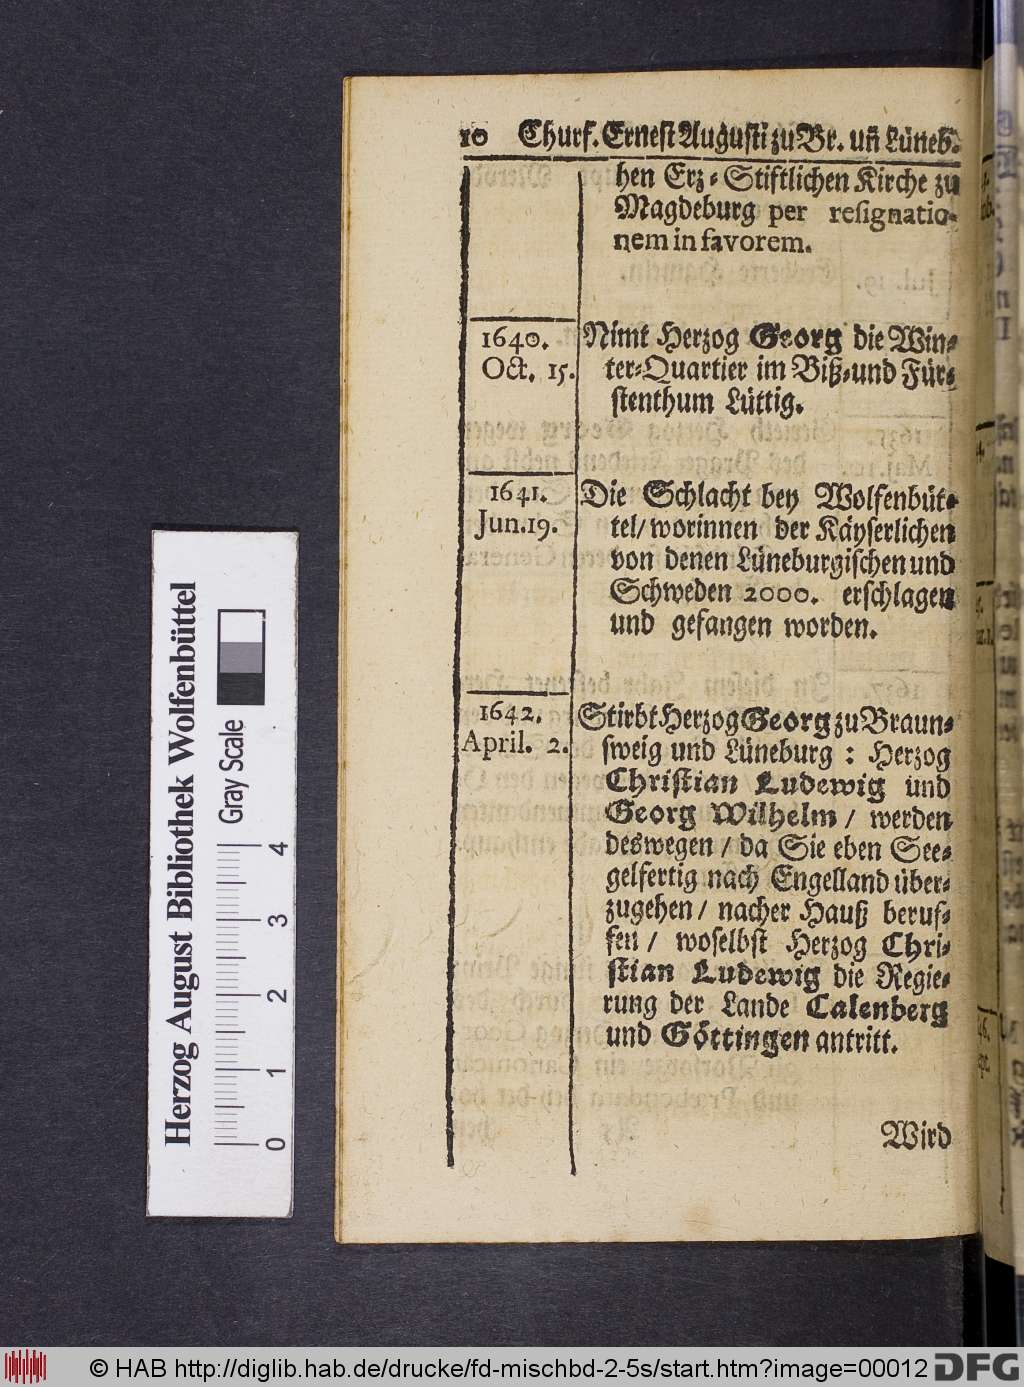 10 Churf. Ernest Augusti zu Br. uñ Lüneb.
hen Erz-Stiftlichen Kirche zu
Magdeburg per resignatio-
nem in favorem.
1640.
Oct. 15.
Nimt Herzog Georg die Win-
ter-Quartier im Biß-und Für-
stenthum Lüttig.
1641.
Jun. 19.
Die Schlacht bey Wolfenbüt-
tel/ worinnen der Käyserlichen
von denen Lüneburgischen und
Schweden 2000. erschlagen
und gefangen worden.
1642.
April. 2.
Stirbt Herzog Georg zu Braun-
sweig und Lüneburg : Herzog
Christian Ludewig und
Georg Wilhelm / werden
deswegen / da Sie eben See-
gelfertig nach Engelland über-
zugehen / nacher Hauß beruf-
fen / woselbst Herzog Chri-
stian Ludewig die Regie-
rung der Lande Calenberg
und Göttingen antritt.
Wird
Herzog August Bibliothek Wolfenbüttel
Gray Scale
0 1 2 3 4
© HAB http://diglib.hab.de/drucke/fd-mischbd-2-5s/start.htm?image=00012 DFG